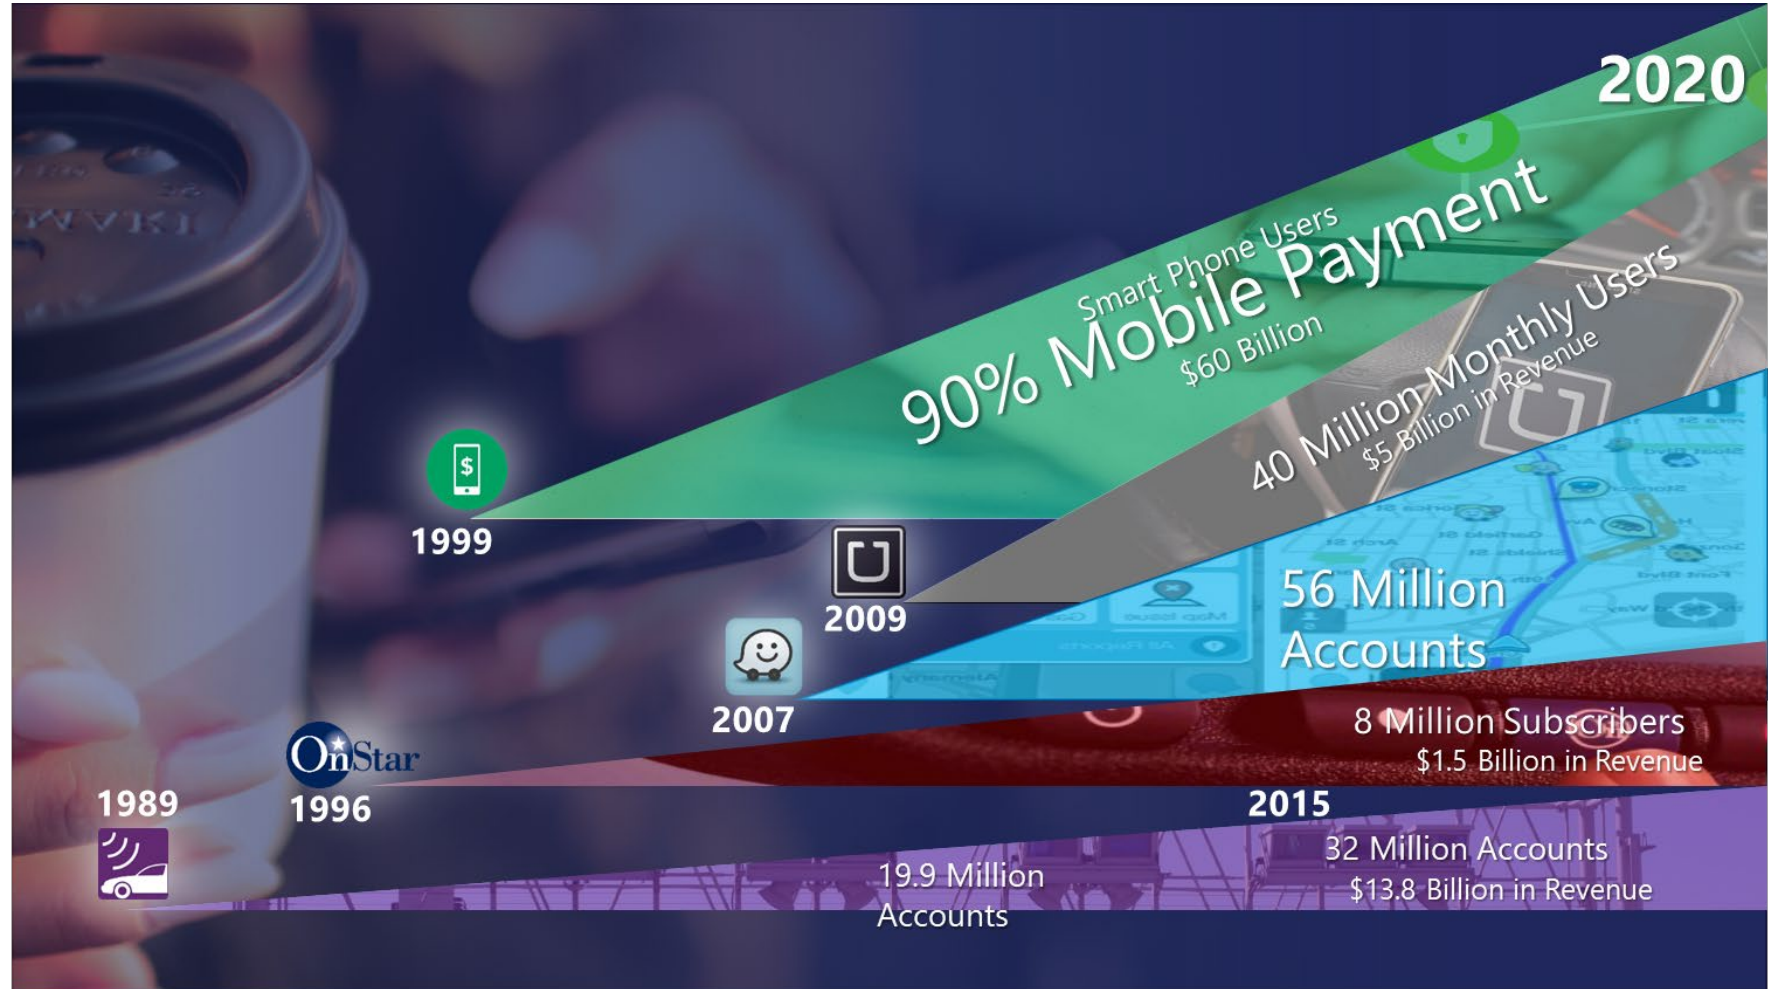 2020
Smart Phone Users
90% Mobile Payment
$60 Billion
40 Million Monthly Users
$5 Billion in Revenue
$
1999
2009
56 Million
Accounts
2007
8 Million Subscribers
$1.5 Billion in Revenue
OnStar
1996
1989
2015
32 Million Accounts
$13.8 Billion in Revenue
19.9 Million
Accounts